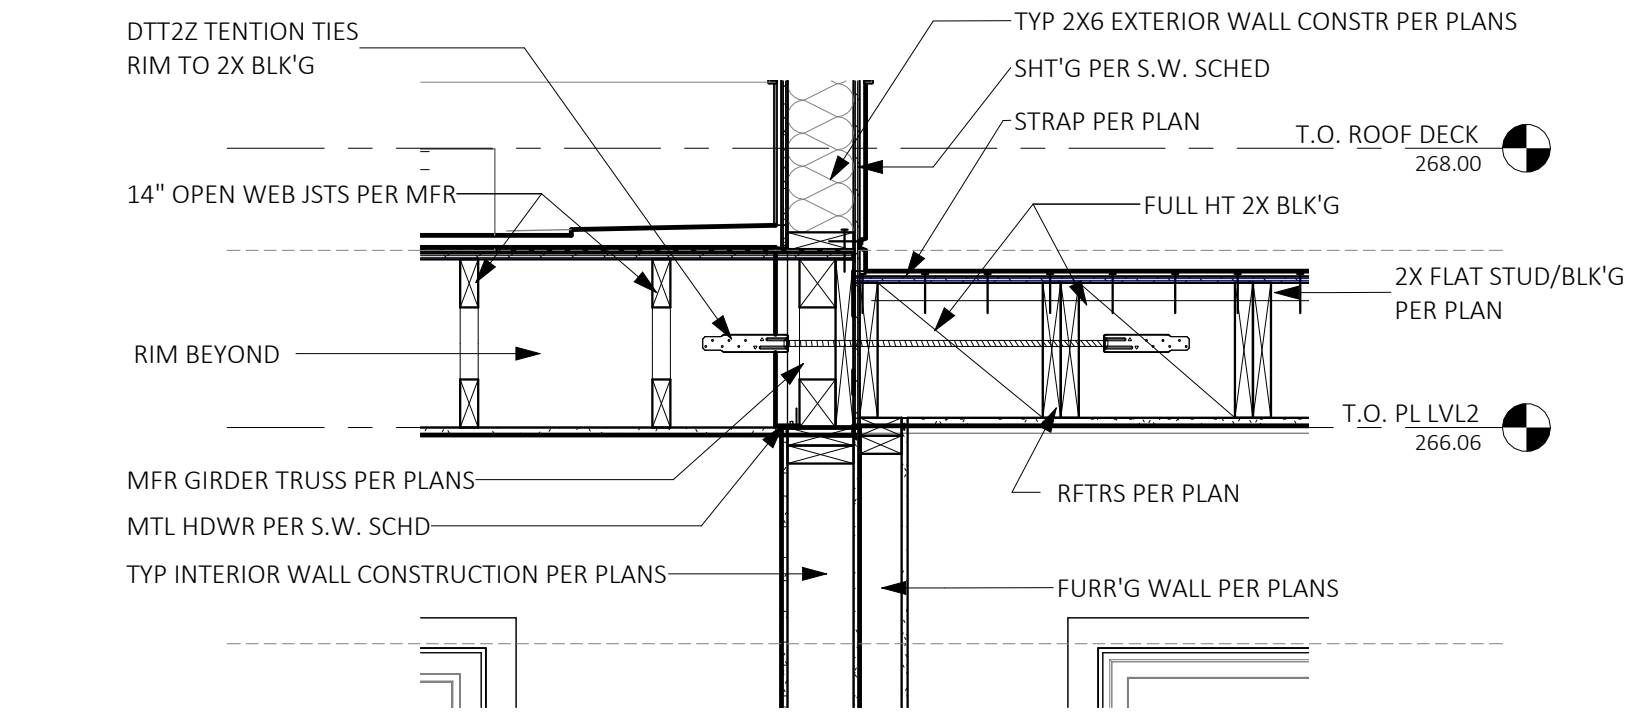 DTT2Z TENTION TIES
RIM TO 2X BLK'G
TYP 2X6 EXTERIOR WALL CONSTR PER PLANS
SHT'G PER S.W. SCHED
STRAP PER PLAN
T.O. ROOF DECK
268.00
14" OPEN WEB JSTS PER MFR
FULL HT 2X BLK'G
2X FLAT STUD/BLK'G
PER PLAN
RIM BEYOND
T.O. PL LVL2
266.06
MFR GIRDER TRUSS PER PLANS
RFTRS PER PLAN
MTL HDWR PER S.W. SCHD
TYP INTERIOR WALL CONSTRUCTION PER PLANS
FURR'G WALL PER PLANS